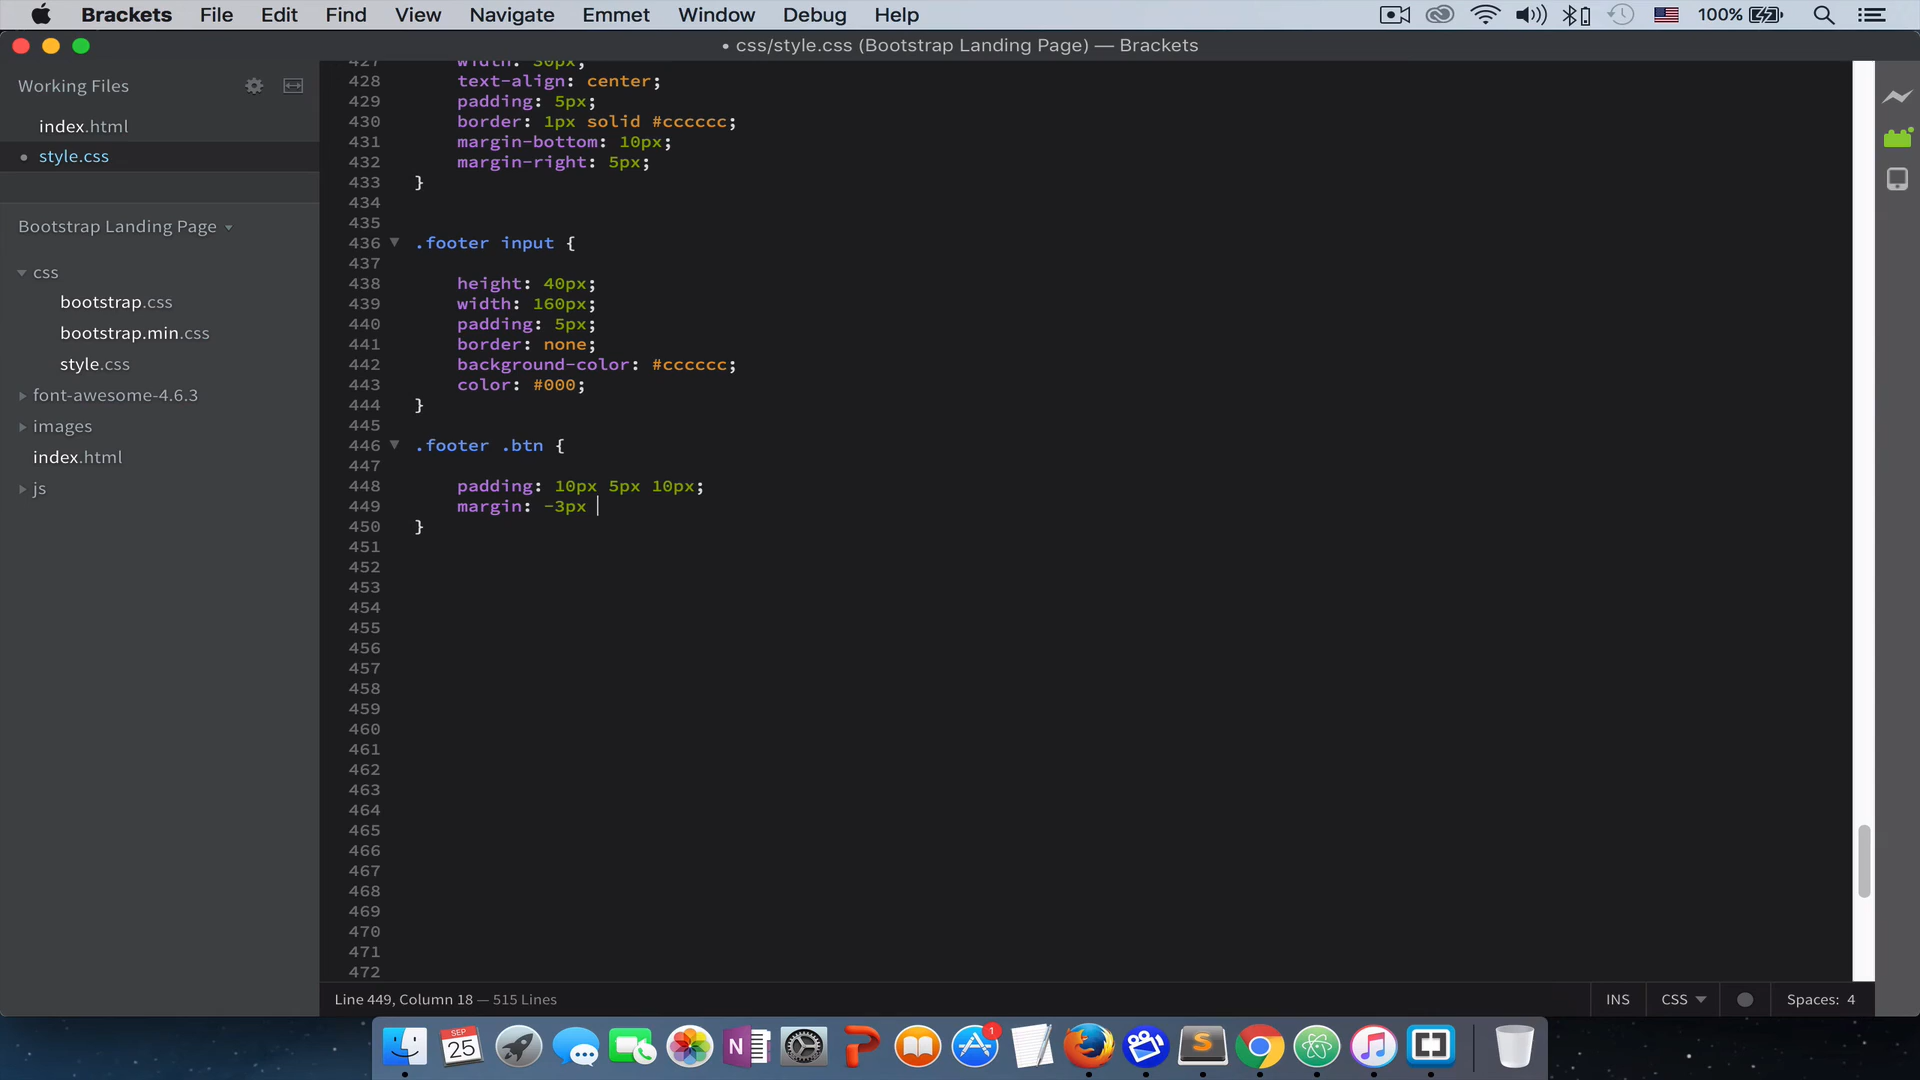 Brackets File Edit Find View Navigate Emmet Window Debug Help 100%
• css/style.css (Bootstrap Landing Page) — Brackets
Working Files
index.html
style.css
Bootstrap Landing Page
css
bootstrap.css
bootstrap.min.css
style.css
font-awesome-4.6.3
images
index.html
js
427 width: 30px;
428 text-align: center;
429 padding: 5px;
430 border: 1px solid #cccccc;
431 margin-bottom: 10px;
432 margin-right: 5px;
433 }
434
435
436 .footer input {
437
438 height: 40px;
439 width: 160px;
440 padding: 5px;
441 border: none;
442 background-color: #cccccc;
443 color: #000;
444 }
445
446 .footer .btn {
447
448 padding: 10px 5px 10px;
449 margin: -3px
450 }
451
452
453
454
455
456
457
458
459
460
461
462
463
464
465
466
467
468
469
470
471
472
Line 449, Column 18 — 515 Lines
INS CSS Spaces: 4
SEP
25
N
1
S